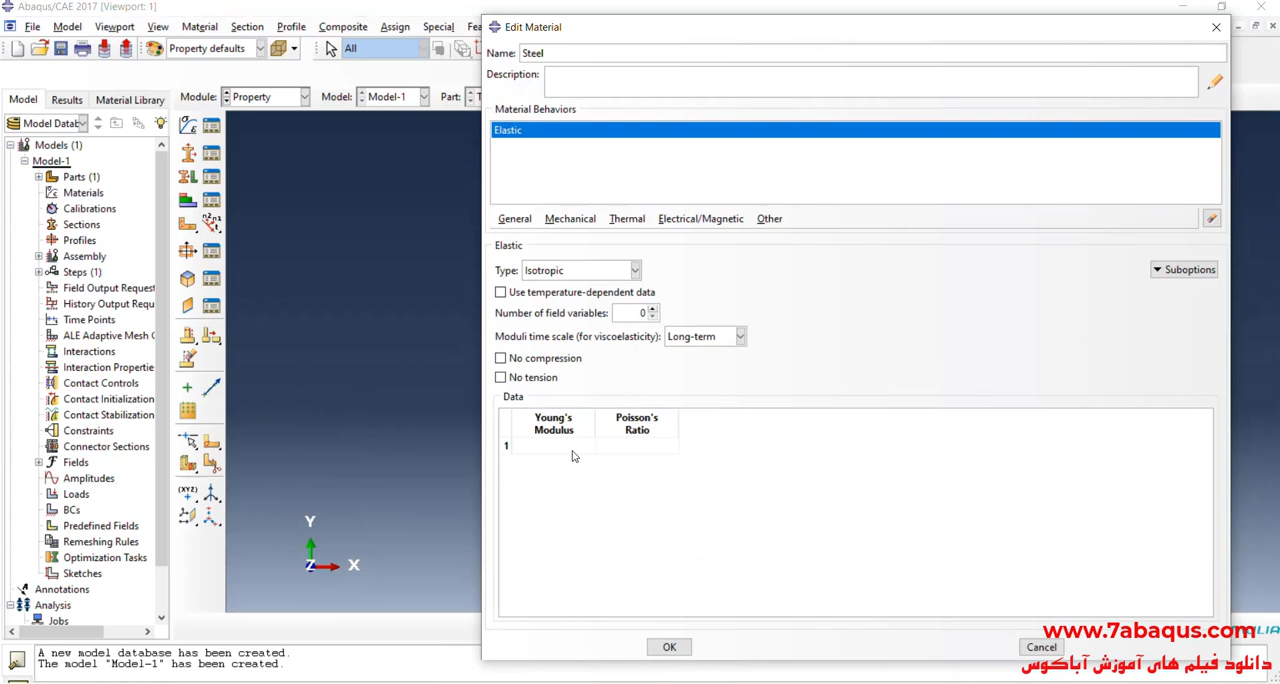 Abaqus/CAE 2017 [Viewport: 1]
File Model Viewport View Material Section Profile Composite Assign Special
Property defaults All
Model Results Material Library Module: Property Model: Model-1 Part:
Model Datab
Models (1)
Model-1
Parts (1)
Materials
Calibrations
Sections
Profiles
Assembly
Steps (1)
Field Output Request
History Output Requ
Time Points
ALE Adaptive Mesh C
Interactions
Interaction Properties
Contact Controls
Contact Initialization
Contact Stabilization
Constraints
Connector Sections
Fields
Amplitudes
Loads
BCs
Predefined Fields
Remeshing Rules
Optimization Tasks
Sketches
Annotations
Analysis
Jobs
Y
Z X
Edit Material
Name: Steel
Description:
Material Behaviors
Elastic
General Mechanical Thermal Electrical/Magnetic Other
Elastic
Type: Isotropic Suboptions
Use temperature-dependent data
Number of field variables: 0
Moduli time scale (for viscoelasticity): Long-term
No compression
No tension
Data
Young's Modulus Poisson's Ratio
1
OK Cancel
A new model database has been created.
The model "Model-1" has been created.
www.7abaqus.com
دانلود فیلم های آموزش آباکوس